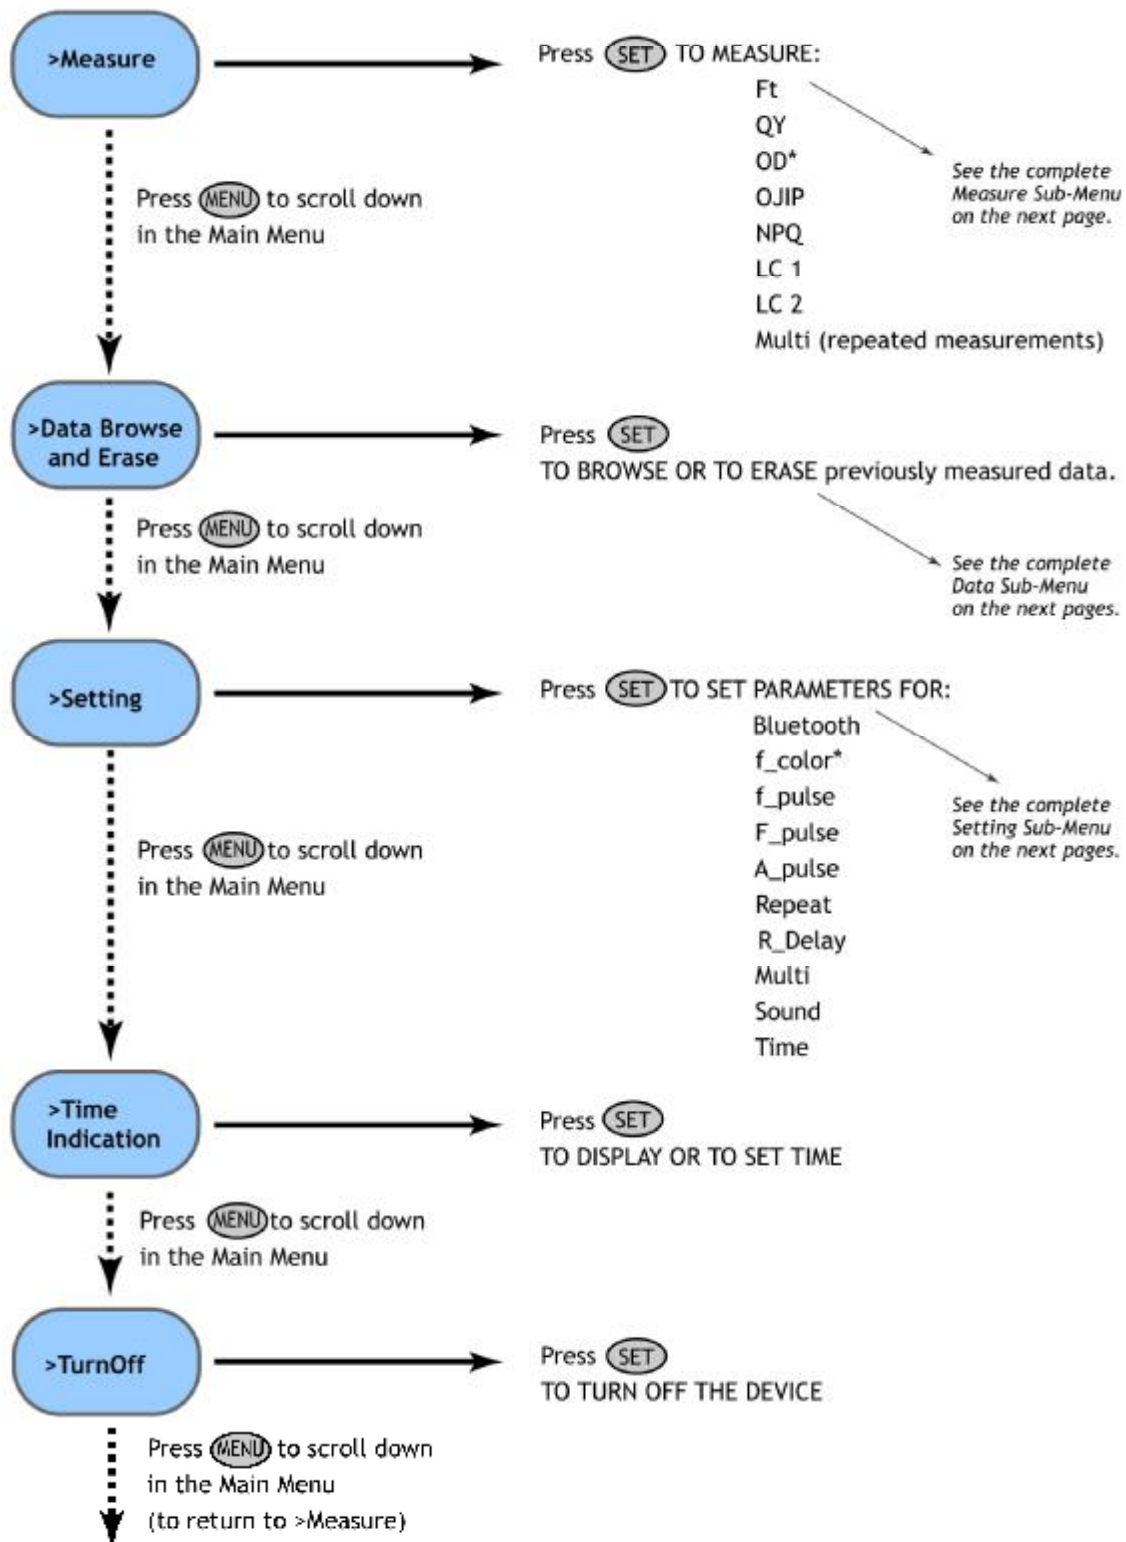 >Measure
Press SET TO MEASURE:
Ft
QY
OD*
OJIP
NPQ
LC 1
LC 2
Multi (repeated measurements)
See the complete
Measure Sub-Menu
on the next page.
Press MENU to scroll down
in the Main Menu
>Data Browse
and Erase
Press SET
TO BROWSE OR TO ERASE previously measured data.
See the complete
Data Sub-Menu
on the next pages.
Press MENU to scroll down
in the Main Menu
>Setting
Press SET TO SET PARAMETERS FOR:
Bluetooth
f_color*
f_pulse
F_pulse
A_pulse
Repeat
R_Delay
Multi
Sound
Time
See the complete
Setting Sub-Menu
on the next pages.
Press MENU to scroll down
in the Main Menu
>Time
Indication
Press SET
TO DISPLAY OR TO SET TIME
Press MENU to scroll down
in the Main Menu
>TurnOff
Press SET
TO TURN OFF THE DEVICE
Press MENU to scroll down
in the Main Menu
(to return to >Measure)